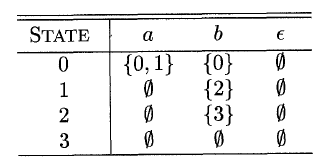 STATE a b ϵ
0 {0, 1} {0} ∅
1 ∅ {2} ∅
2 ∅ {3} ∅
3 ∅ ∅ ∅